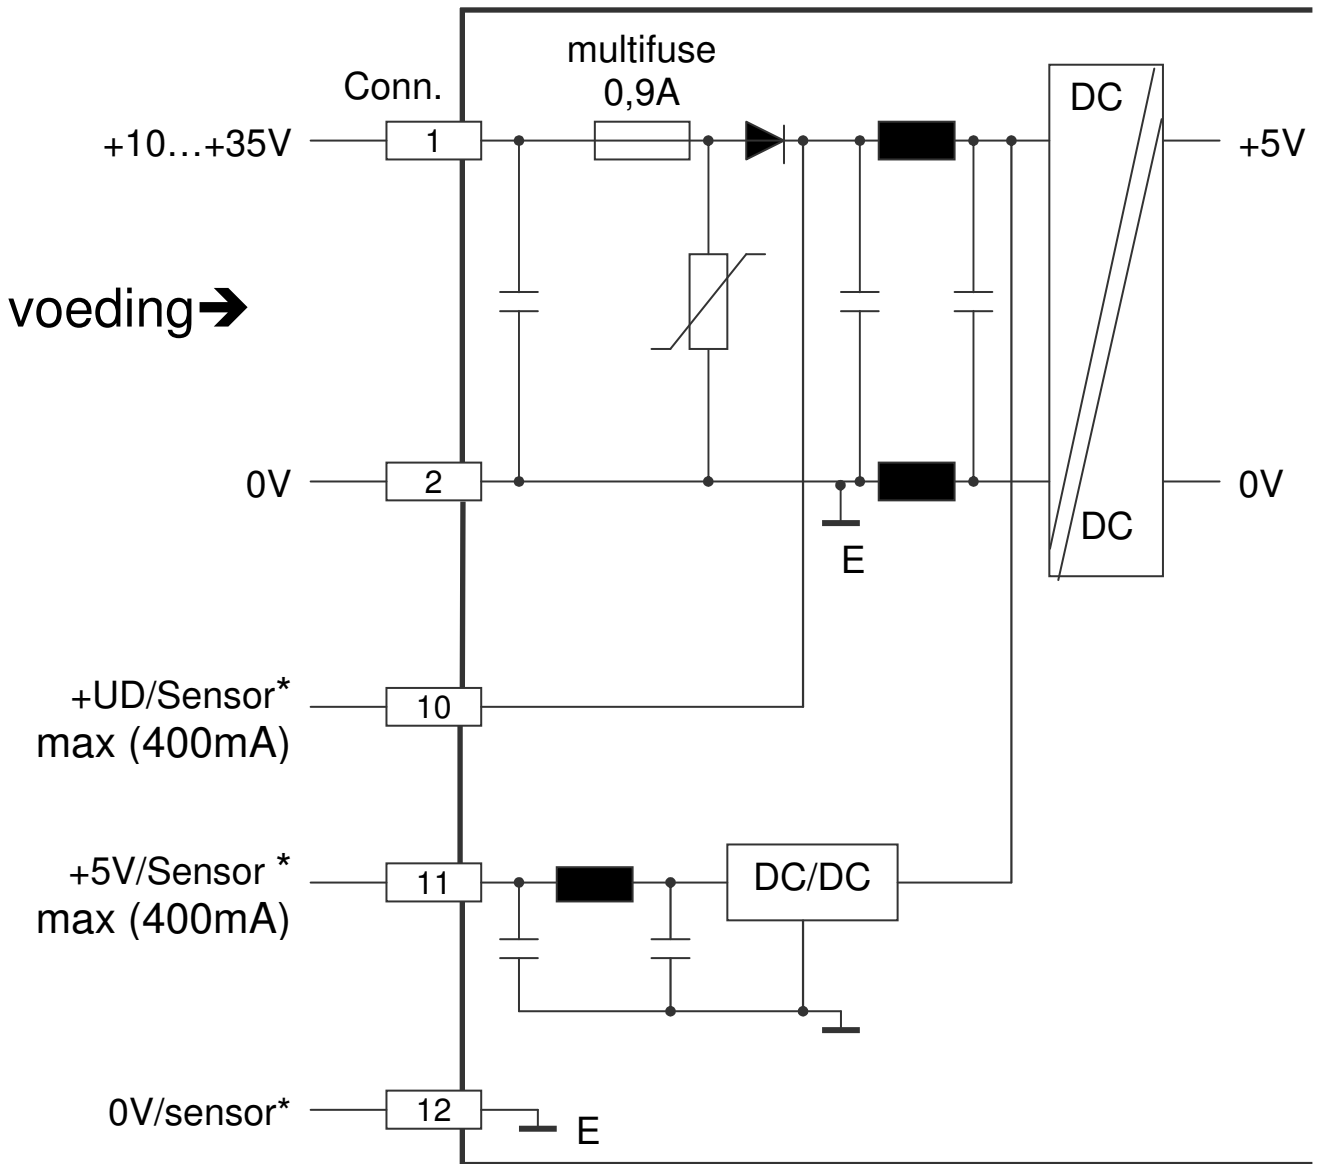 multifuse
0,9A
Conn.
DC
+10…+35V
1
+5V
voeding➔
0V
2
0V
DC
E
+UD/Sensor*
10
max (400mA)
+5V/Sensor *
11
DC/DC
max (400mA)
0V/sensor*
12
E